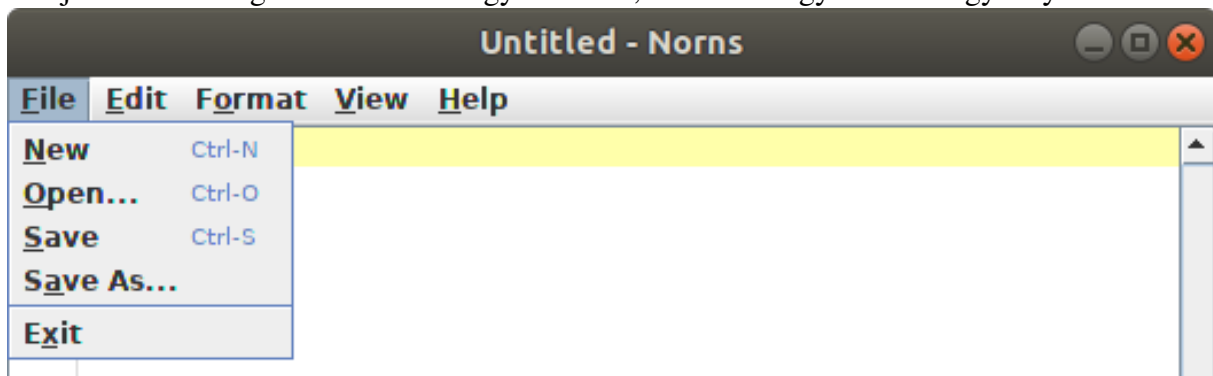 Untitled - Norns
File Edit Format View Help
New Ctrl-N
Open... Ctrl-O
Save Ctrl-S
Save As...
Exit